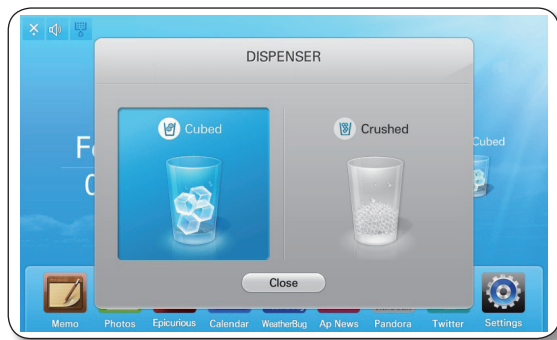 DISPENSER
Cubed
Crushed
Cubed
Close
Memo
Photos
Epicurious
Calendar
WeatherBug
Ap News
Pandora
Twitter
Settings